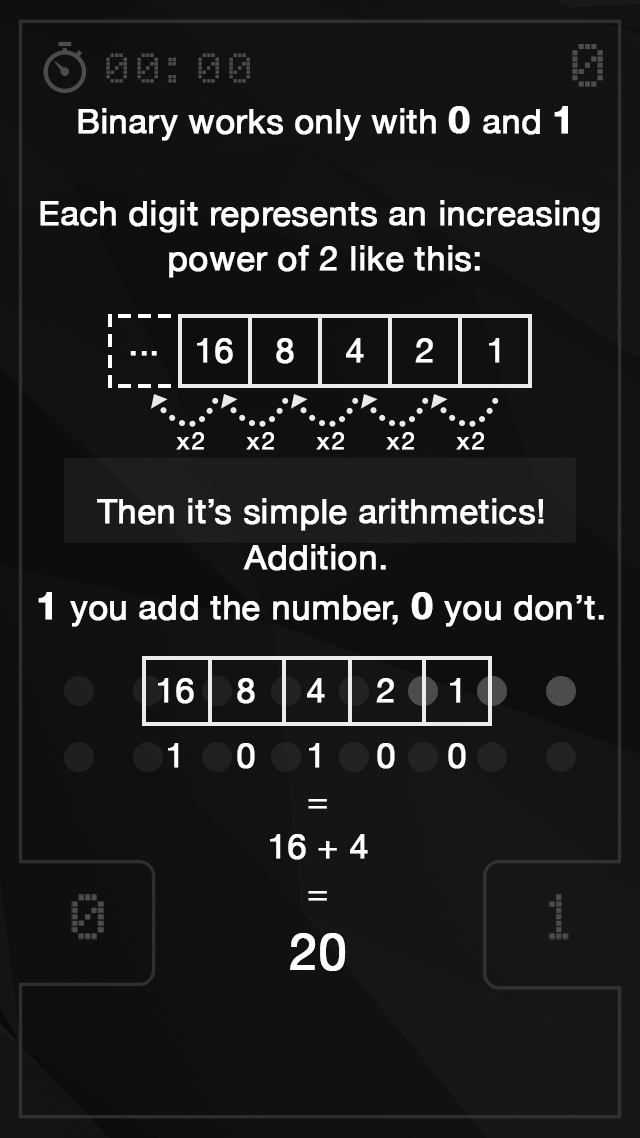 00:00 0
Binary works only with 0 and 1
Each digit represents an increasing
power of 2 like this:
... 16 8 4 2 1
x2 x2 x2 x2 x2
Then it’s simple arithmetics!
Addition.
1 you add the number, 0 you don’t.
16 8 4 2 1
1 0 1 0 0
=
16 + 4
=
0 1
20